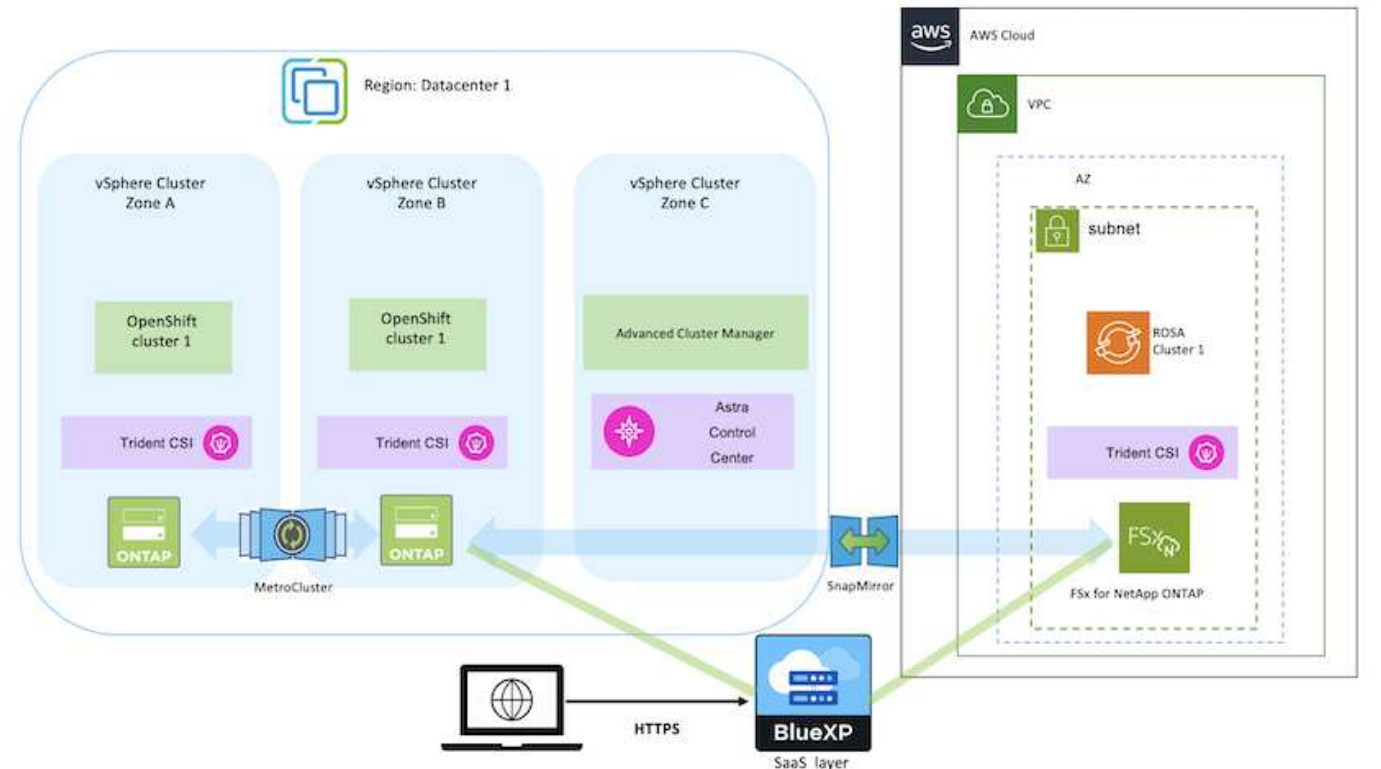 aws
AWS Cloud
Region: Datacenter 1
VPC
vSphere Cluster
Zone A
vSphere Cluster
Zone B
vSphere Cluster
Zone C
AZ
subnet
OpenShift
cluster 1
OpenShift
cluster 1
Advanced Cluster Manager
ROSA
Cluster 1
Trident CSI
Trident CSI
Astra
Control
Center
Trident CSI
ONTAP
ONTAP
FSx
N
MetroCluster
SnapMirror
FSx for NetApp ONTAP
HTTPS
BlueXP
SaaS layer